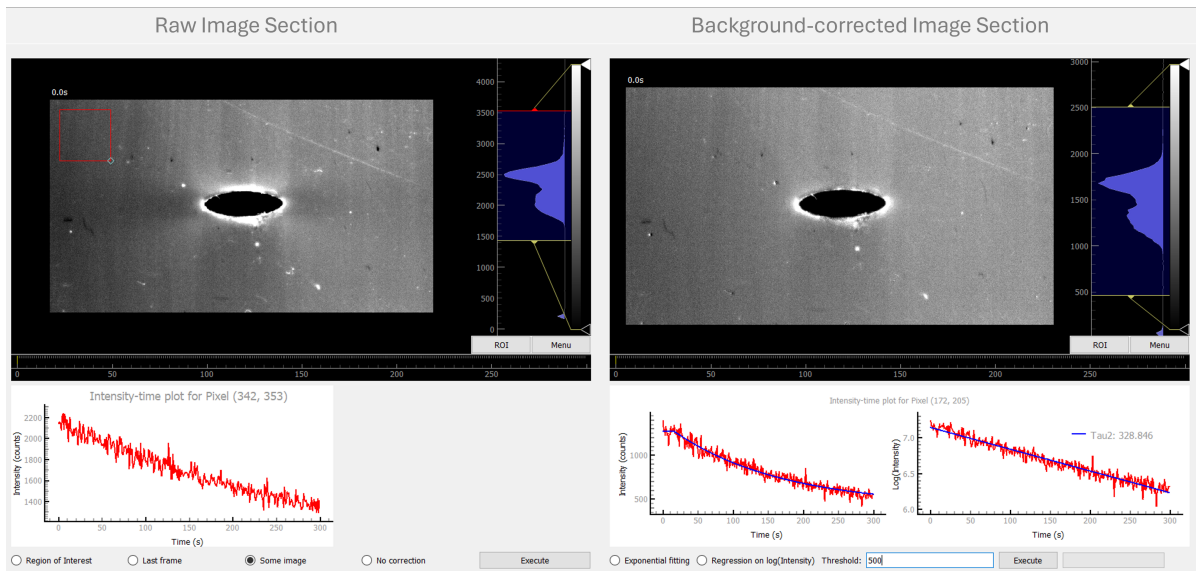 Raw Image Section
Background-corrected Image Section
0.0s
4000
3500
3000
2500
2000
1500
1000
500
0
ROI
Menu
0
50
100
150
200
250
0.0s
3000
2500
2000
1500
1000
500
ROI
Menu
0
50
100
150
200
250
Intensity-time plot for Pixel (342, 353)
Intensity (counts)
2200
2000
1800
1600
1400
0
50
100
150
200
250
300
Time (s)
Intensity-time plot for Pixel (172, 205)
Intensity (counts)
1000
500
0
50
100
150
200
250
300
Time (s)
Log(Intensity)
7.0
6.5
6.0
Tau2: 328.846
0
50
100
150
200
250
300
Time (s)
Region of Interest
Last frame
Some image
No correction
Execute
Exponential fitting
Regression on log(Intensity)
Threshold:
500
Execute